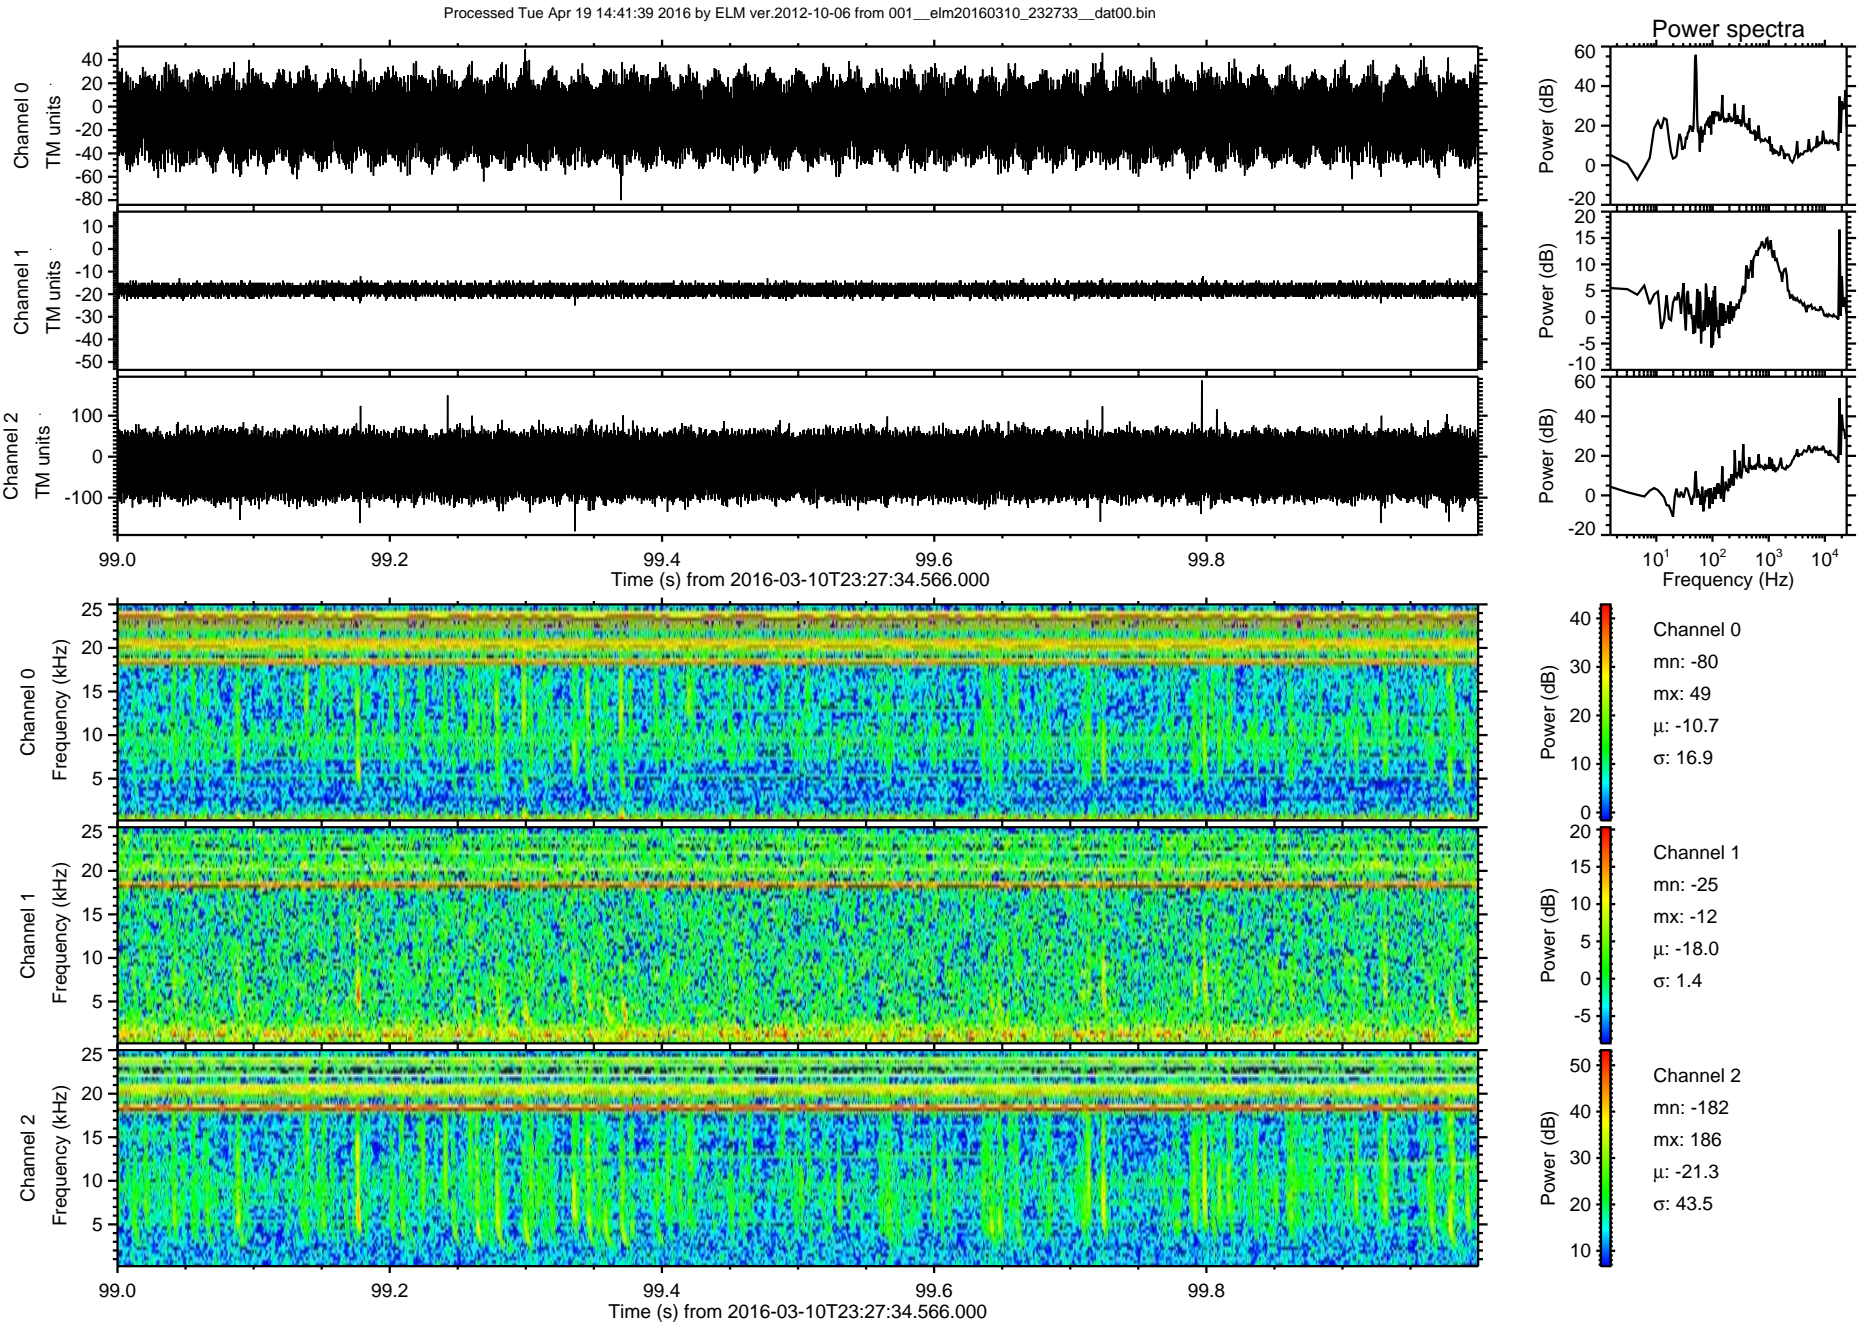 Processed Tue Apr 19 14:41:39 2016 by ELM ver.2012-10-06 from 001__elm20160310_232733__dat00.bin
Power spectra
Channel 0
TM units
40
20
0
-20
-40
-60
-80
Power (dB)
60
40
20
0
-20
Channel 1
TM units
10
0
-10
-20
-30
-40
-50
Power (dB)
20
15
10
5
0
-5
-10
Channel 2
TM units
100
0
-100
Power (dB)
60
40
20
0
-20
99.0 99.2 99.4 99.6 99.8
Time (s) from 2016-03-10T23:27:34.566.000
10^1 10^2 10^3 10^4
Frequency (Hz)
Channel 0
Frequency (kHz)
25
20
15
10
5
Power (dB)
40
30
20
10
0
Channel 0
mn: -80
mx: 49
μ: -10.7
σ: 16.9
Channel 1
Frequency (kHz)
25
20
15
10
5
Power (dB)
20
15
10
5
0
-5
Channel 1
mn: -25
mx: -12
μ: -18.0
σ: 1.4
Channel 2
Frequency (kHz)
25
20
15
10
5
Power (dB)
50
40
30
20
10
Channel 2
mn: -182
mx: 186
μ: -21.3
σ: 43.5
99.0 99.2 99.4 99.6 99.8
Time (s) from 2016-03-10T23:27:34.566.000